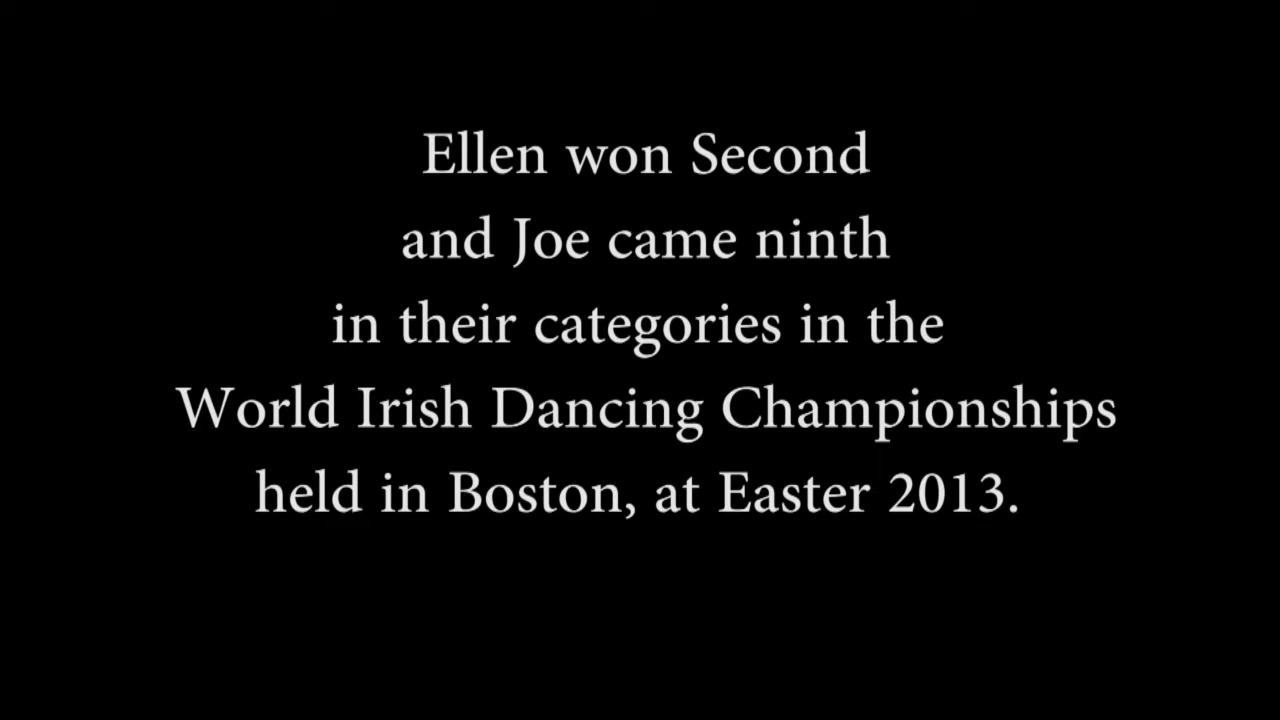 Ellen won Second
and Joe came ninth
in their categories in the
World Irish Dancing Championships
held in Boston, at Easter 2013.